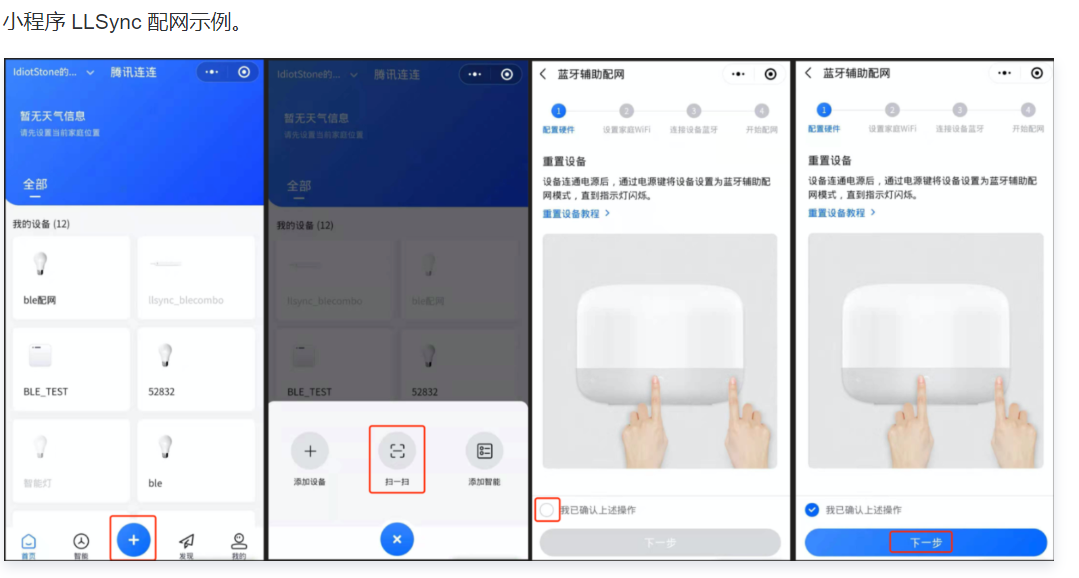 小程序 LLSync 配网示例。
IdiotStone的...
腾讯连连
暂无天气信息
请先设置当前家庭位置
全部
我的设备 (12)
ble配网
llsync_blecombo
BLE_TEST
52832
智能灯
ble
首页
智能
发现
我的
IdiotStone的...
腾讯连连
暂无天气信息
请先设置当前家庭位置
全部
我的设备 (12)
llsync_blecombo
ble配网
BLE_TEST
52832
添加设备
扫一扫
添加智能
蓝牙辅助配网
1
2
3
4
配置硬件
设置家庭WiFi
连接设备蓝牙
开始配网
重置设备
设备连通电源后，通过电源键将设备设置为蓝牙辅助配
网模式，直到指示灯闪烁。
重置设备教程
我已确认上述操作
下一步
蓝牙辅助配网
1
2
3
4
配置硬件
设置家庭WiFi
连接设备蓝牙
开始配网
重置设备
设备连通电源后，通过电源键将设备设置为蓝牙辅助配
网模式，直到指示灯闪烁。
重置设备教程
我已确认上述操作
下一步